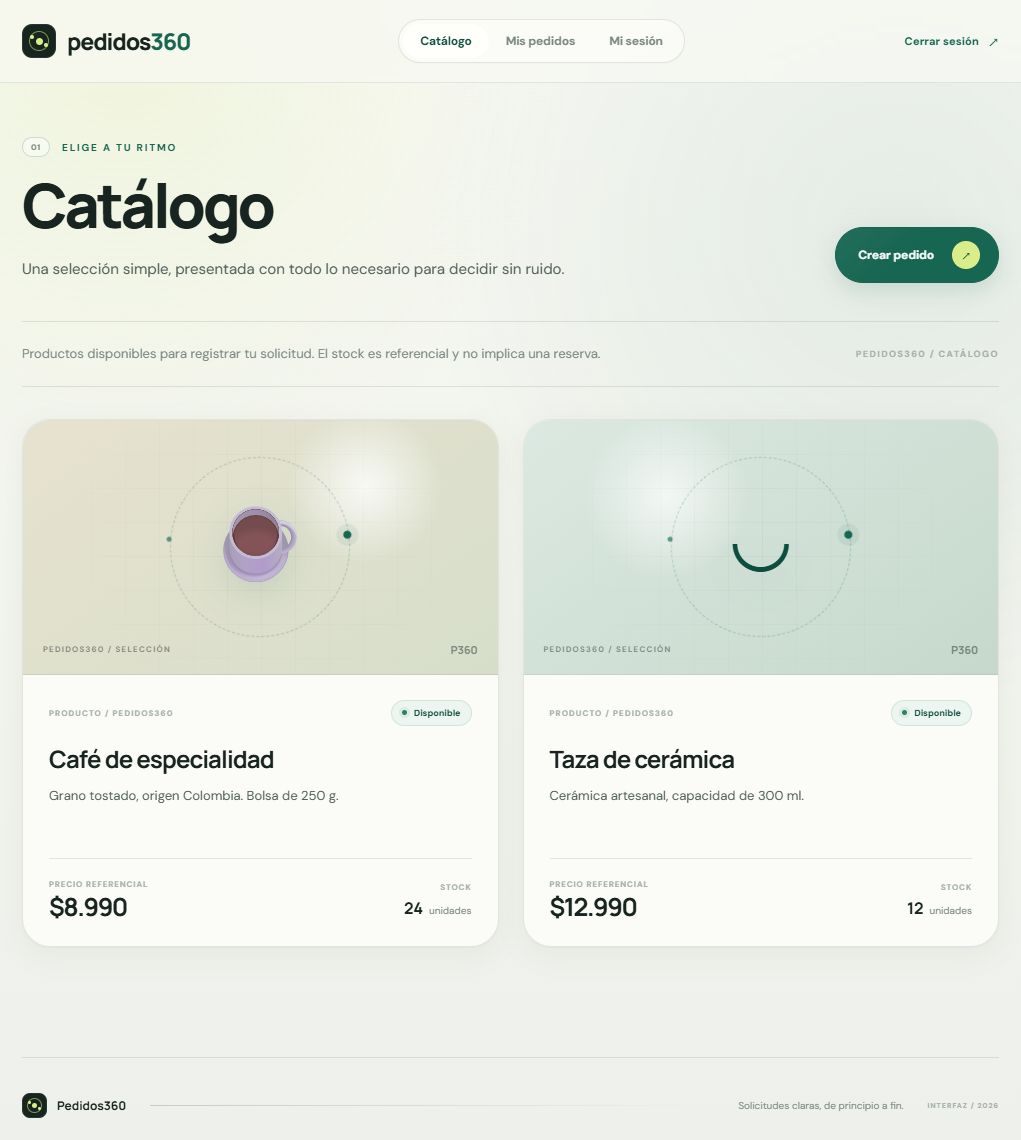 pedidos360
Catálogo
Mis pedidos
Mi sesión
Cerrar sesión ↗
01
ELIGE A TU RITMO
Catálogo
Una selección simple, presentada con todo lo necesario para decidir sin ruido.
Crear pedido ↗
Productos disponibles para registrar tu solicitud. El stock es referencial y no implica una reserva.
PEDIDOS360 / CATÁLOGO
PEDIDOS360 / SELECCIÓN
P360
PRODUCTO / PEDIDOS360
Disponible
Café de especialidad
Grano tostado, origen Colombia. Bolsa de 250 g.
PRECIO REFERENCIAL
$8.990
STOCK
24 unidades
PEDIDOS360 / SELECCIÓN
P360
PRODUCTO / PEDIDOS360
Disponible
Taza de cerámica
Cerámica artesanal, capacidad de 300 ml.
PRECIO REFERENCIAL
$12.990
STOCK
12 unidades
Pedidos360
Solicitudes claras, de principio a fin.
INTERFAZ / 2026